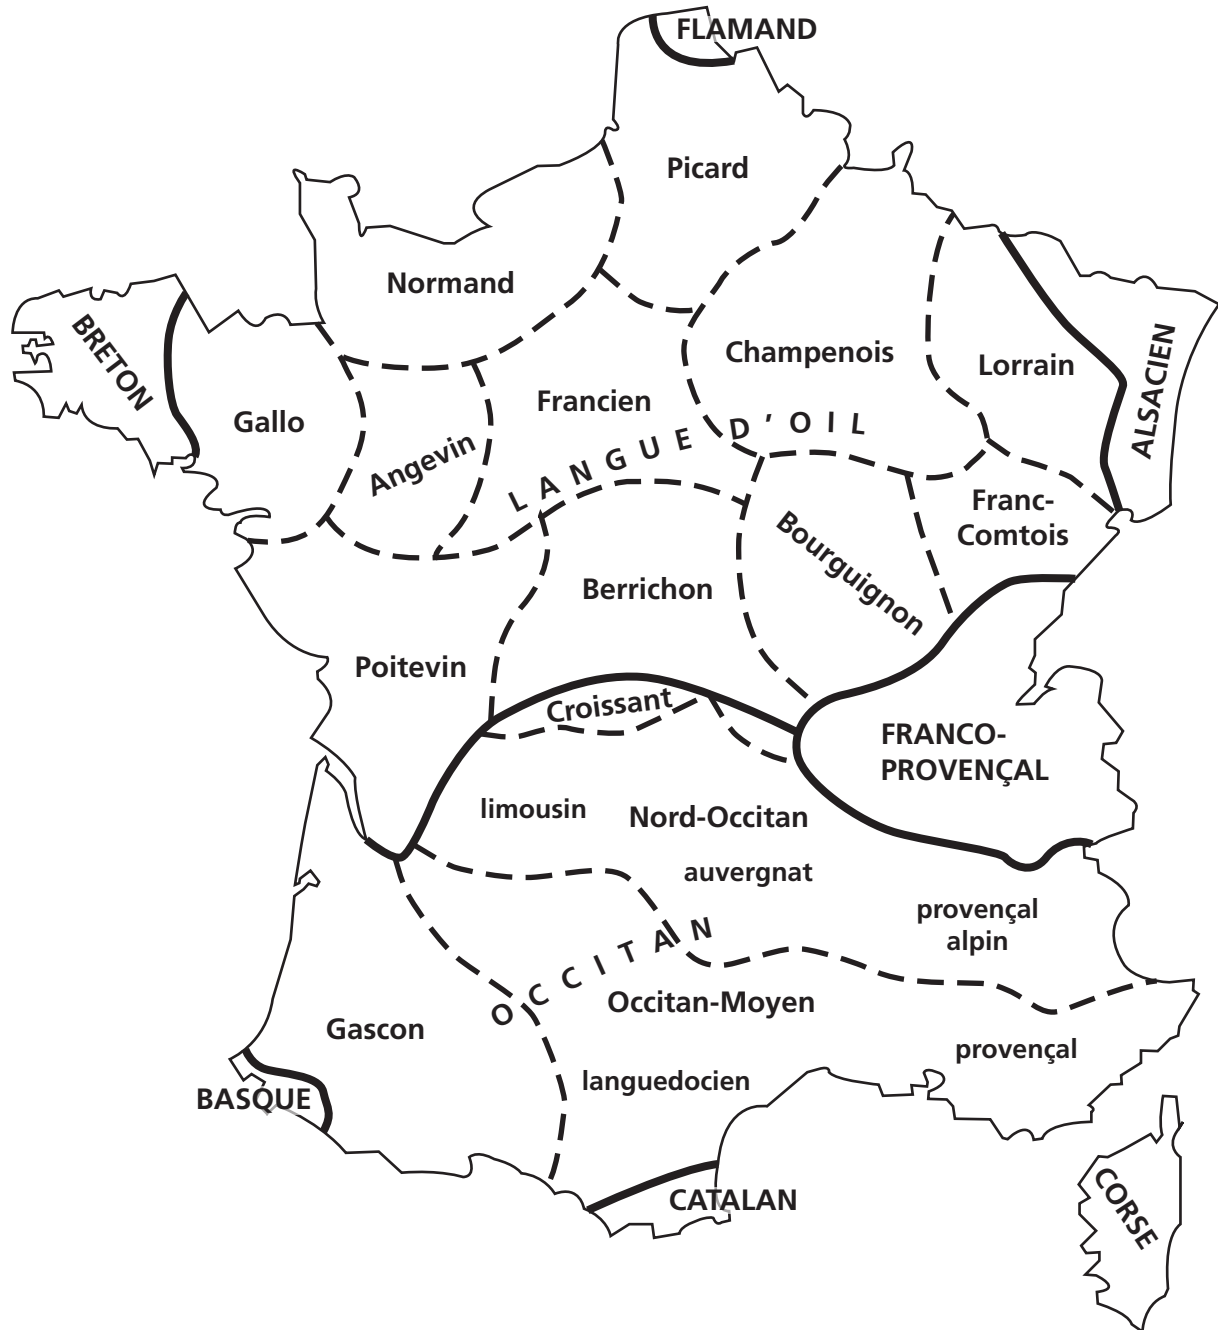 FLAMAND
Picard
Normand
BRETON
Champenois
Lorrain
ALSACIEN
Gallo
Francien
Angevin
LANGUE D'OIL
Franc-
Comtois
Bourguignon
Berrichon
Poitevin
Croissant
FRANCO-
PROVENÇAL
limousin
Nord-Occitan
auvergnat
provençal
alpin
OCCITAN
Occitan-Moyen
Gascon
provençal
languedocien
BASQUE
CATALAN
CORSE